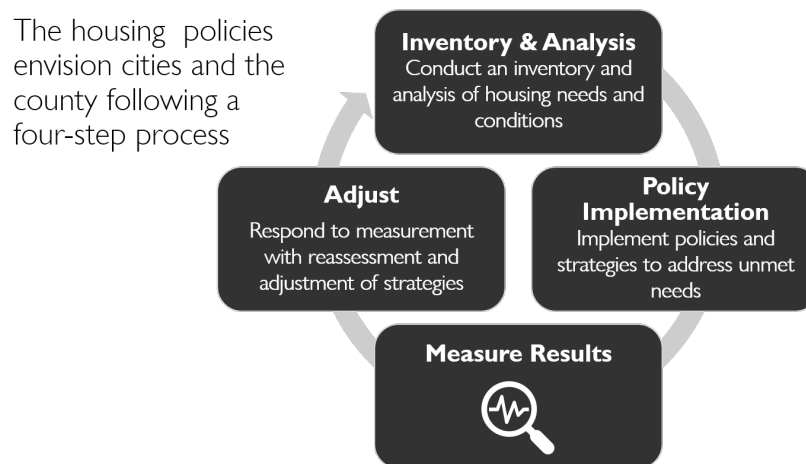 The housing policies
envision cities and the
county following a
four-step process
Inventory & Analysis
Conduct an inventory and
analysis of housing needs and
conditions
Policy
Implementation
Implement policies and
strategies to address unmet
needs
Measure Results
Adjust
Respond to measurement
with reassessment and
adjustment of strategies